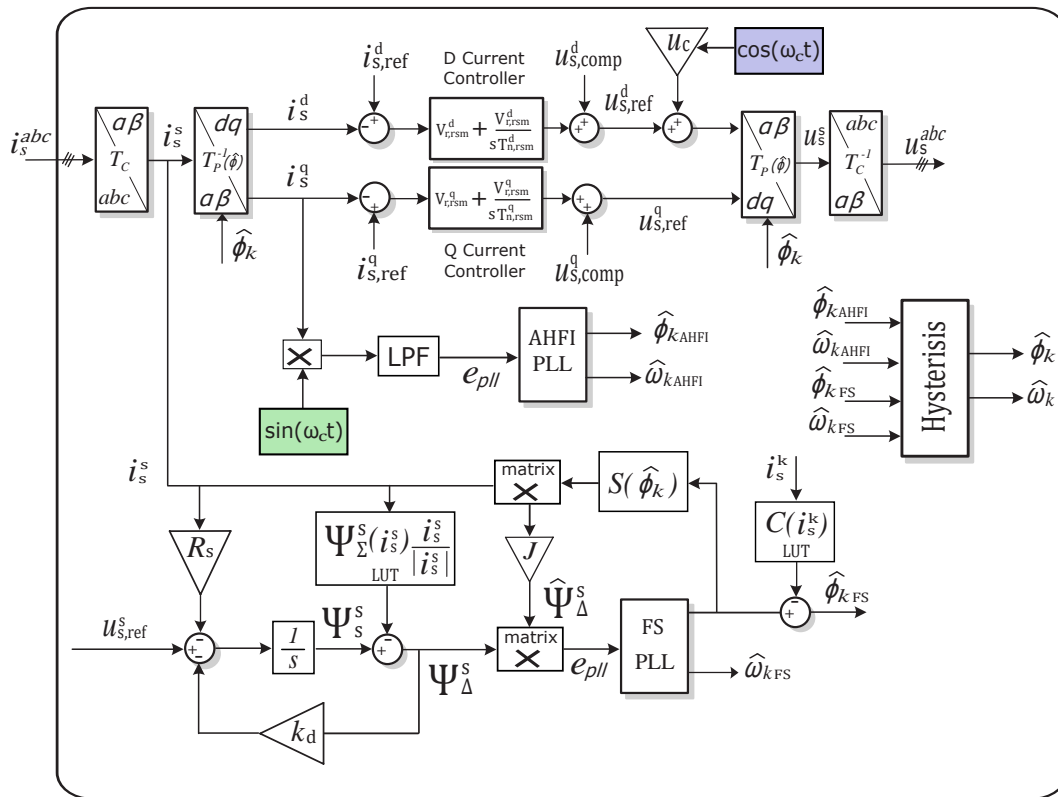 u_c
cos(ω_c t)
i_s,ref^d
D Current
Controller
u_s,comp^d
u_s,ref^d
i_s^abc
αβ
T_C
abc
i_s^s
dq
T_P^-1(φ̂)
αβ
i_s^d
- +
V_r,rsm^d + V_r,rsm^d / s T_n,rsm^d
+ +
+ +
αβ
T_P(φ̂)
dq
u_s^s
abc
T_C^-1
αβ
u_s^abc
i_s^q
- +
V_r,rsm^q + V_r,rsm^q / s T_n,rsm^q
+ +
u_s,ref^q
φ̂_k
i_s,ref^q
Q Current
Controller
u_s,comp^q
φ̂_k
×
LPF
e_pll
AHFI
PLL
φ̂_kAHFI
ω̂_kAHFI
sin(ω_c t)
φ̂_kAHFI
ω̂_kAHFI
φ̂_kFS
ω̂_kFS
Hysterisis
φ̂_k
ω̂_k
i_s^s
matrix
×
S(φ̂_k)
i_s^k
R_s
Ψ_Σ^s(i_s^s) i_s^s / |i_s^s|
LUT
J
C(i_s^k)
LUT
Ψ̂_Δ^s
u_s,ref^s
+ - -
1/s
Ψ_s^s
+ -
Ψ_Δ^s
matrix
×
e_pll
FS
PLL
+ -
φ̂_kFS
ω̂_kFS
k_d